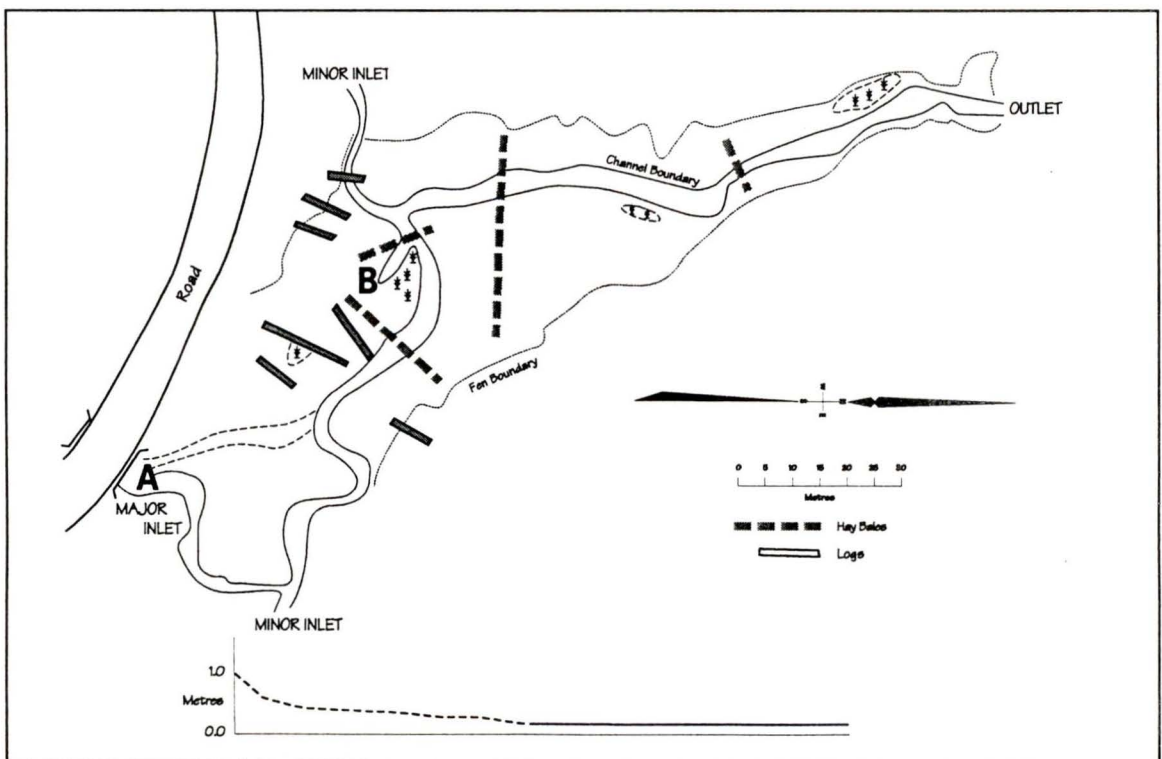 MINOR INLET
OUTLET
Channel Boundary
Road
B
Fen Boundary
A
MAJOR
INLET
0 5 10 15 20 25 30
Metres
Hay Bales
Logs
MINOR INLET
1.0
Metres
0.0